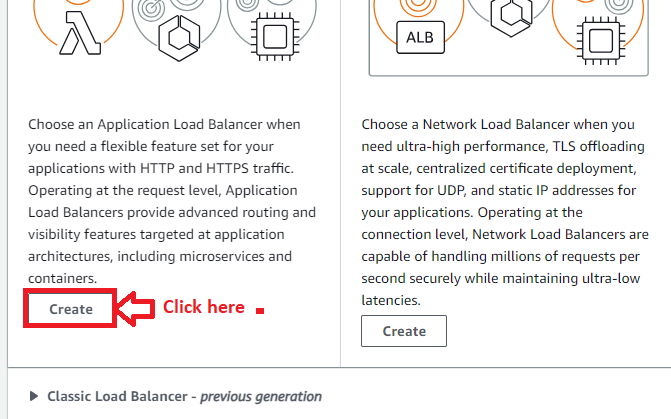 ALB
Choose an Application Load Balancer when
you need a flexible feature set for your
applications with HTTP and HTTPS traffic.
Operating at the request level, Application
Load Balancers provide advanced routing and
visibility features targeted at application
architectures, including microservices and
containers.
Create
Click here
Choose a Network Load Balancer when you
need ultra-high performance, TLS offloading
at scale, centralized certificate deployment,
support for UDP, and static IP addresses for
your applications. Operating at the
connection level, Network Load Balancers are
capable of handling millions of requests per
second securely while maintaining ultra-low
latencies.
Create
Classic Load Balancer - previous generation